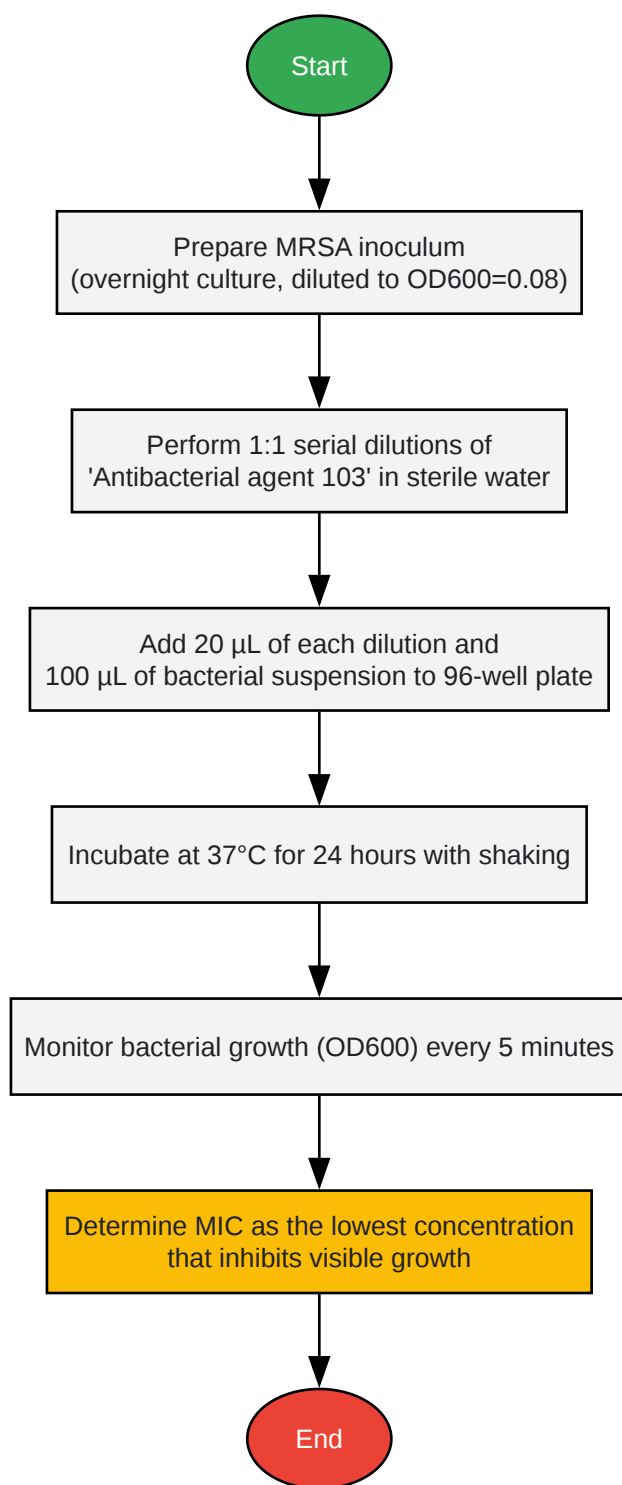 Start
Prepare MRSA inoculum
(overnight culture, diluted to OD600=0.08)
Perform 1:1 serial dilutions of
'Antibacterial agent 103' in sterile water
Add 20 µL of each dilution and
100 µL of bacterial suspension to 96-well plate
Incubate at 37°C for 24 hours with shaking
Monitor bacterial growth (OD600) every 5 minutes
Determine MIC as the lowest concentration
that inhibits visible growth
End